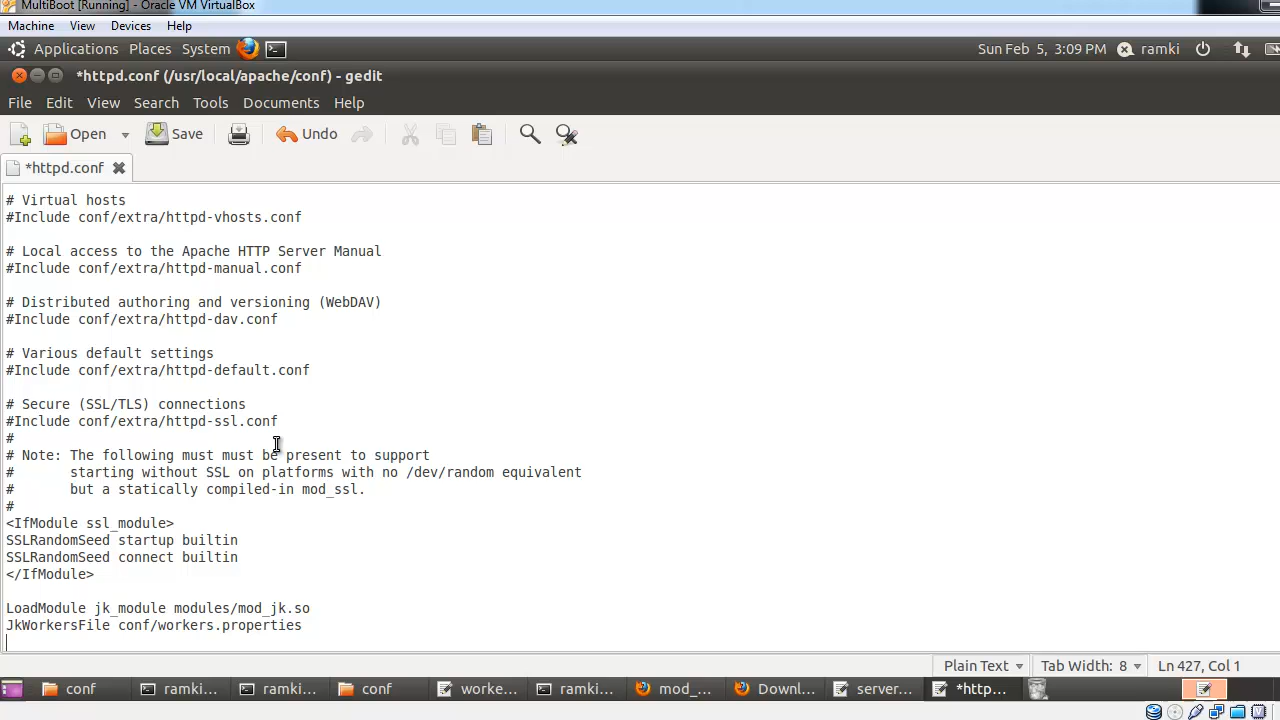 MultiBoot [Running] - Oracle VM VirtualBox
Machine View Devices Help
Applications Places System Sun Feb 5, 3:09 PM ramki
*httpd.conf (/usr/local/apache/conf) - gedit
File Edit View Search Tools Documents Help
Open Save Undo
*httpd.conf
# Virtual hosts
#Include conf/extra/httpd-vhosts.conf
# Local access to the Apache HTTP Server Manual
#Include conf/extra/httpd-manual.conf
# Distributed authoring and versioning (WebDAV)
#Include conf/extra/httpd-dav.conf
# Various default settings
#Include conf/extra/httpd-default.conf
# Secure (SSL/TLS) connections
#Include conf/extra/httpd-ssl.conf
#
# Note: The following must must be present to support
#       starting without SSL on platforms with no /dev/random equivalent
#       but a statically compiled-in mod_ssl.
#
<IfModule ssl_module>
SSLRandomSeed startup builtin
SSLRandomSeed connect builtin
</IfModule>
LoadModule jk_module modules/mod_jk.so
JkWorkersFile conf/workers.properties
Plain Text Tab Width: 8 Ln 427, Col 1
conf ramki... ramki... conf worke... ramki... mod_... Downl... server... *http...